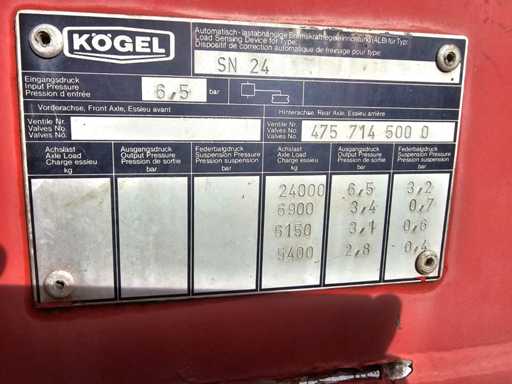 KÖGEL
Automatisch-lastabhängige Bremskraftregeleinrichtung (ALB) für Typ:
Load Sensing Device for Type:
Dispositif de correction automatique de freinage pour type:
SN 24
Eingangsdruck
Input Pressure
Pression d entrée
6,5 bar
Vorderachse, Front Axle, Essieu avant
Hinterachse, Rear Axle, Essieu arrière
Ventile Nr.
Valves No.
Valves No.
Ventile Nr.
Valves No.
Valves No.
475 714 500 0
Achslast Ausgangsdruck Federbalgdruck Achslast Ausgangsdruck Federbalgdruck
Axle Load Output Pressure Suspension Pressure Axle Load Output Pressure Suspension Pressure
Charge essieu Pression de sortie Pression suspension Charge essieu Pression de sortie Pression suspension
kg bar bar kg bar bar
24000 6,5 3,2
6900 3,4 0,7
6150 3,1 0,6
5400 2,8 0,4